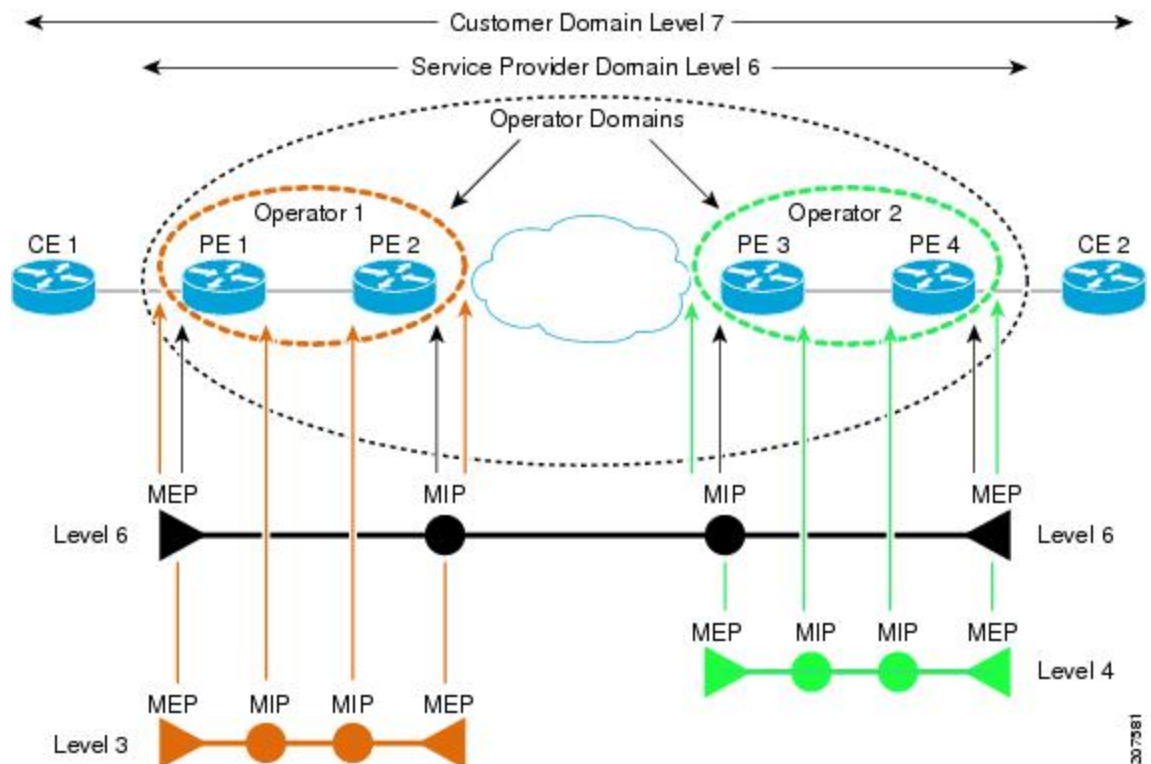 Customer Domain Level 7
Service Provider Domain Level 6
Operator Domains
Operator 1
Operator 2
CE 1
PE 1
PE 2
PE 3
PE 4
CE 2
MEP
MIP
MIP
MEP
Level 6
Level 6
MEP
MIP
MIP
MEP
Level 4
MEP
MIP
MIP
MEP
Level 3
207581